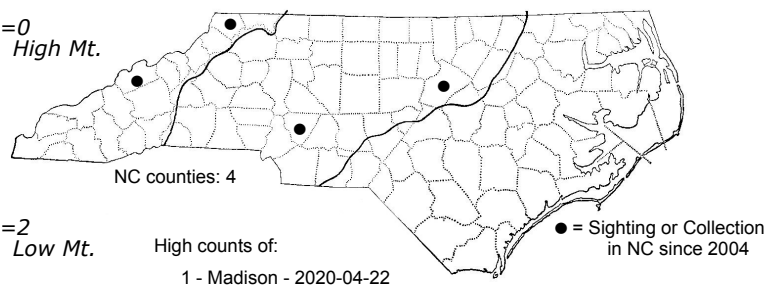 =0
High Mt.
NC counties: 4
=2
Low Mt.
High counts of:
1 - Madison - 2020-04-22
● = Sighting or Collection
in NC since 2004